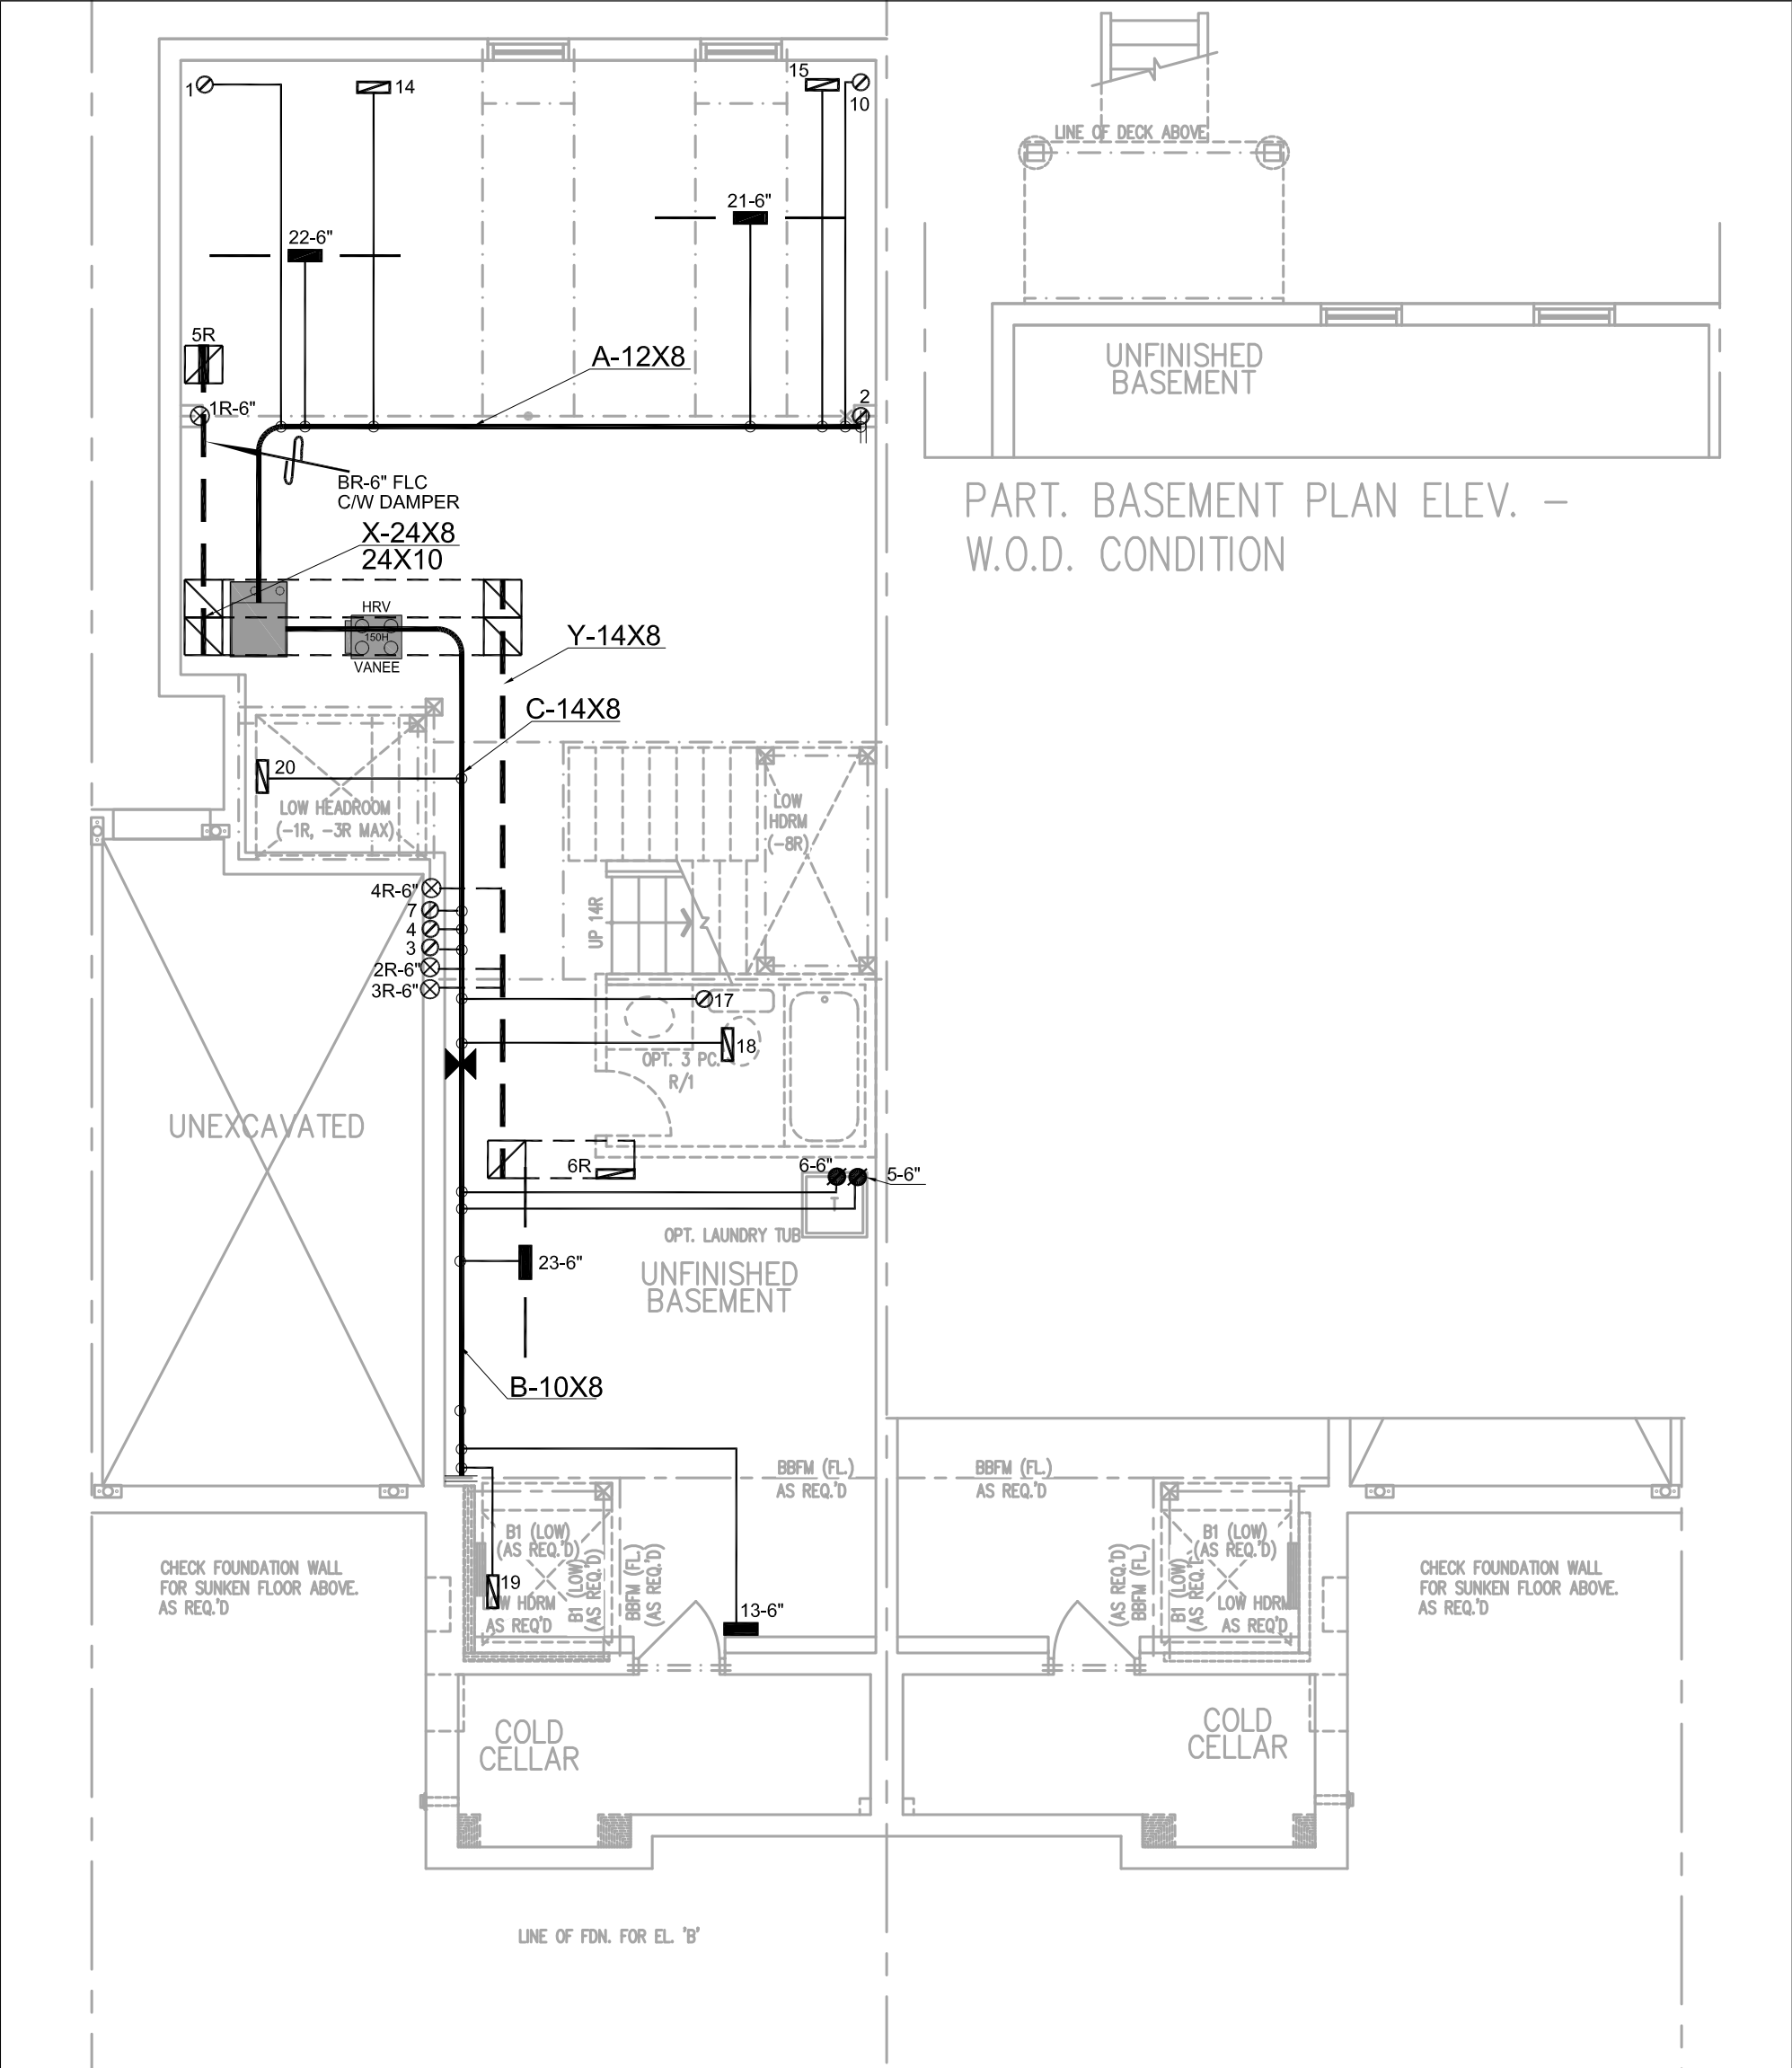 1
14
15
10
LINE OF DECK ABOVE
21-6"
22-6"
5R
A-12X8
UNFINISHED
BASEMENT
1R-6"
2
BR-6" FLC
C/W DAMPER
PART. BASEMENT PLAN ELEV. –
W.O.D. CONDITION
X-24X8
24X10
HRV
150H
VANEE
Y-14X8
C-14X8
20
LOW HEADROOM
(-1R, -3R MAX)
LOW
HDRM
(-8R)
4R-6"
7
4
3
2R-6"
3R-6"
UP 14R
17
18
OPT. 3 PC.
R/1
UNEXCAVATED
6R
6-6"
5-6"
T
OPT. LAUNDRY TUB
23-6"
UNFINISHED
BASEMENT
B-10X8
BBFM (FL.)
AS REQ.'D
BBFM (FL.)
AS REQ.'D
B1 (LOW)
(AS REQ.'D)
B1 (LOW)
(AS REQ.'D)
BBFM (FL.)
(AS REQ.'D)
19
LOW HDRM
AS REQ'D
13-6"
B1 (LOW)
(AS REQ.'D)
(AS REQ.'D)
BBFM (FL.)
B1 (LOW)
(AS REQ.'D)
LOW HDRM
AS REQ'D
CHECK FOUNDATION WALL
FOR SUNKEN FLOOR ABOVE.
AS REQ.'D
CHECK FOUNDATION WALL
FOR SUNKEN FLOOR ABOVE.
AS REQ.'D
COLD
CELLAR
COLD
CELLAR
LINE OF FDN. FOR EL. 'B'